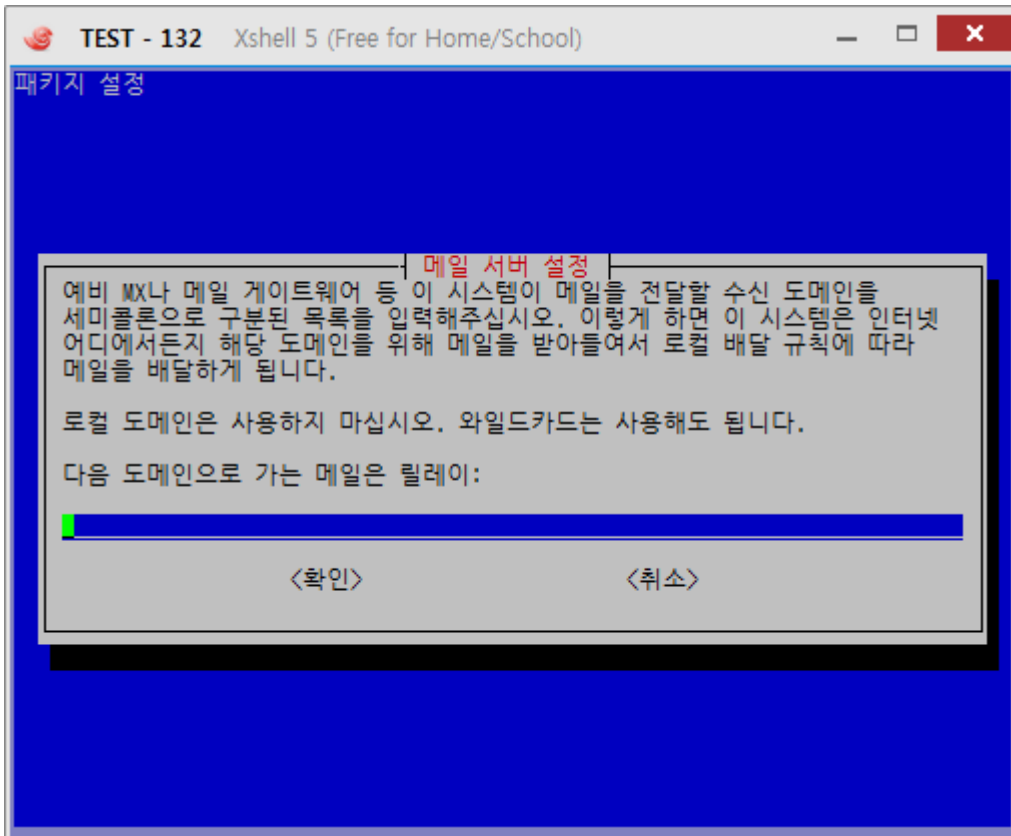 TEST - 132 Xshell 5 (Free for Home/School)
패키지 설정
메일 서버 설정
예비 MX나 메일 게이트웨어 등 이 시스템이 메일을 전달할 수신 도메인을
세미콜론으로 구분된 목록을 입력해주십시오. 이렇게 하면 이 시스템은 인터넷
어디에서든지 해당 도메인을 위해 메일을 받아들여서 로컬 배달 규칙에 따라
메일을 배달하게 됩니다.
로컬 도메인은 사용하지 마십시오. 와일드카드는 사용해도 됩니다.
다음 도메인으로 가는 메일은 릴레이:
<확인> <취소>